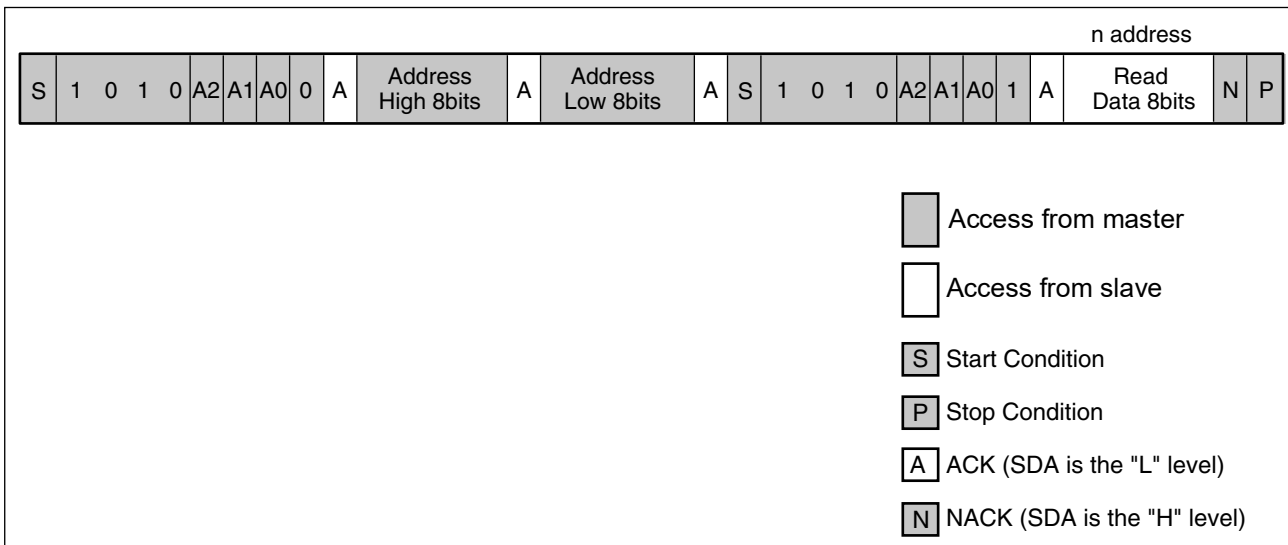 n address
S 1 0 1 0 A2 A1 A0 0 A Address High 8bits A Address Low 8bits A S 1 0 1 0 A2 A1 A0 1 A Read Data 8bits N P
Access from master
Access from slave
S Start Condition
P Stop Condition
A ACK (SDA is the "L" level)
N NACK (SDA is the "H" level)